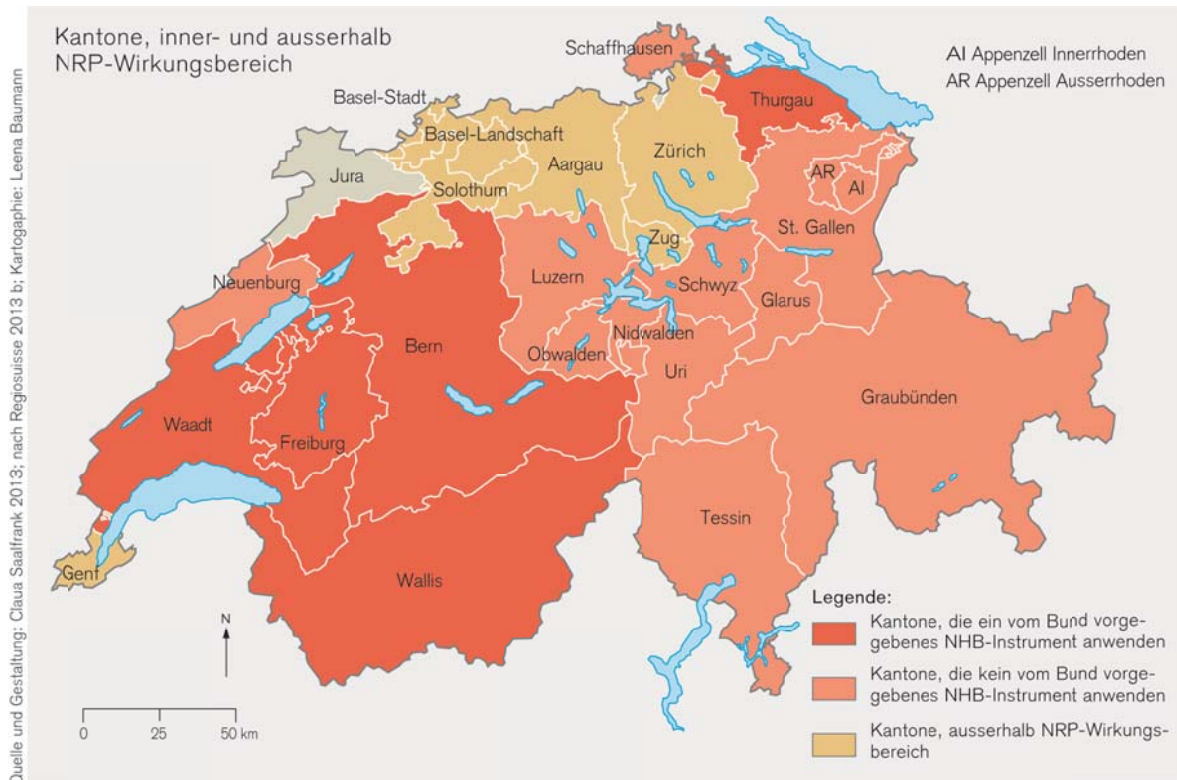 Kantone, inner- und ausserhalb
NRP-Wirkungsbereich
AI Appenzell Innerrhoden
AR Appenzell Ausserrhoden
Schaffhausen
Basel-Stadt
Thurgau
Basel-Landschaft
Zürich
Aargau
Jura
AR
AI
Solothurn
St. Gallen
Zug
Luzern
Neuenburg
Schwyz
Glarus
Nidwalden
Bern
Obwalden
Uri
Graubünden
Waadt
Freiburg
Tessin
Genf
Wallis
N
0 25 50 km
Legende:
Kantone, die ein vom Bund vorge-
gebenes NHB-Instrument anwenden
Kantone, die kein vom Bund vorge-
gebenes NHB-Instrument anwenden
Kantone, ausserhalb NRP-Wirkungs-
bereich
Quelle und Gestaltung: Claua Saalfrank 2013; nach Regiosuisse 2013 b; Kartogaphie: Leena Baumann